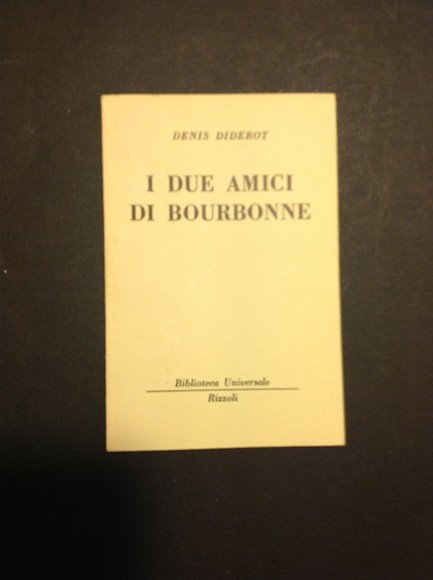 DENIS DIDEROT
I DUE AMICI
DI BOURBONNE
Biblioteca Universale
Rizzoli